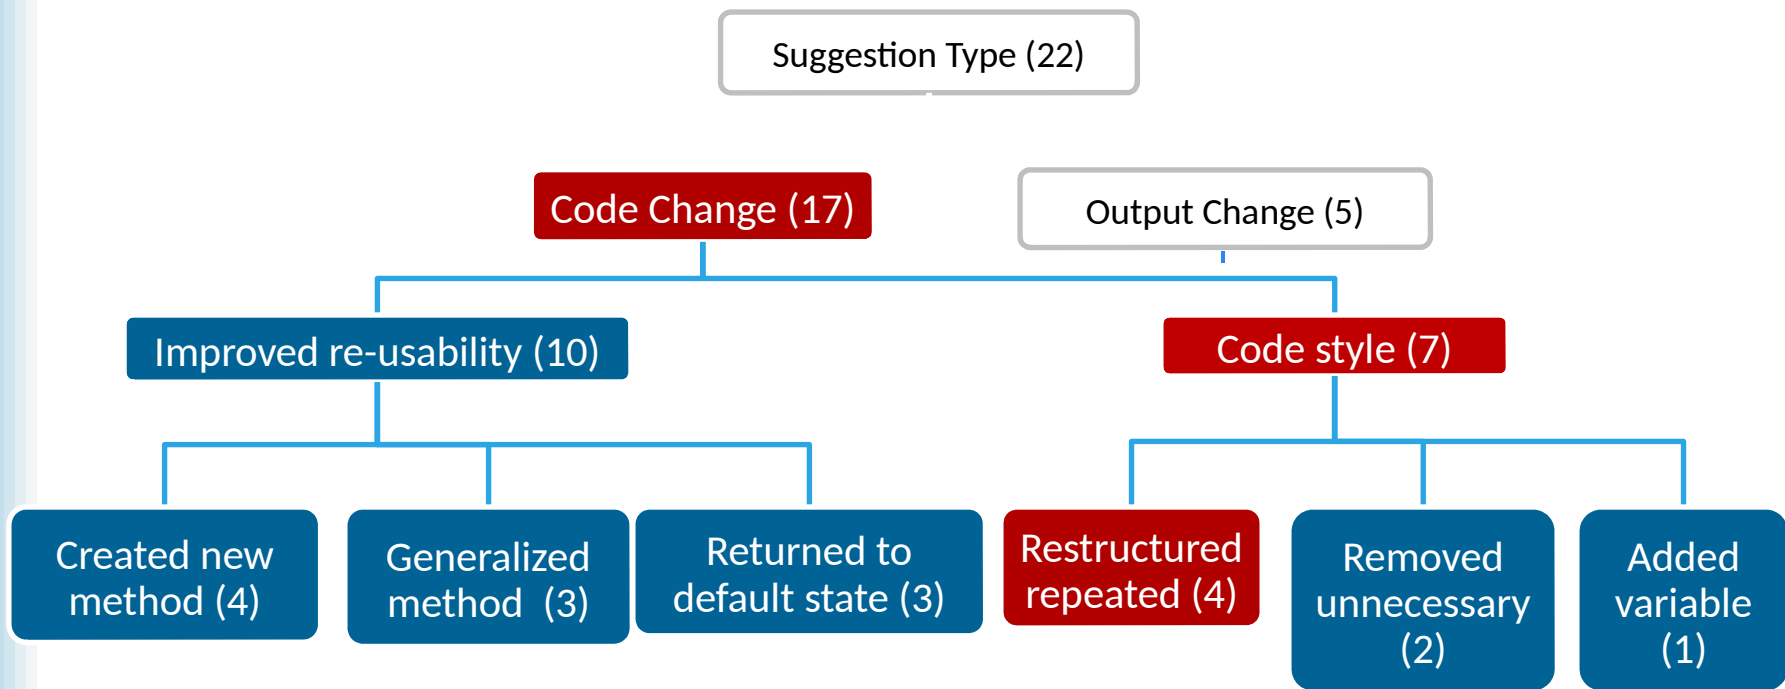 Suggestion Type (22)
Code Change (17)
Output Change (5)
Improved re-usability (10)
Code style (7)
Created new
method (4)
Generalized
method  (3)
Returned to
default state (3)
Restructured
repeated (4)
Removed
unnecessary
(2)
Added
variable
(1)